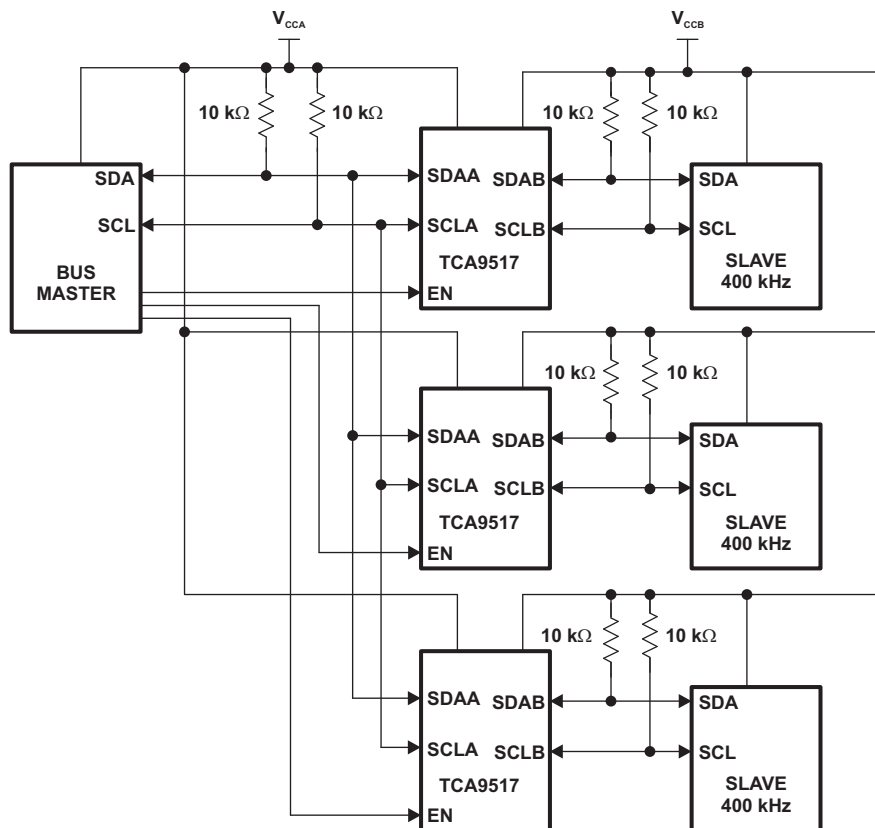 VCCA
VCCB
10 kΩ
10 kΩ
10 kΩ
10 kΩ
SDA
SCL
BUS
MASTER
SDAA
SCLA
EN
SDAB
SCLB
TCA9517
SDA
SCL
SLAVE
400 kHz
10 kΩ
10 kΩ
SDAA
SCLA
EN
SDAB
SCLB
TCA9517
SDA
SCL
SLAVE
400 kHz
10 kΩ
10 kΩ
SDAA
SCLA
EN
SDAB
SCLB
TCA9517
SDA
SCL
SLAVE
400 kHz